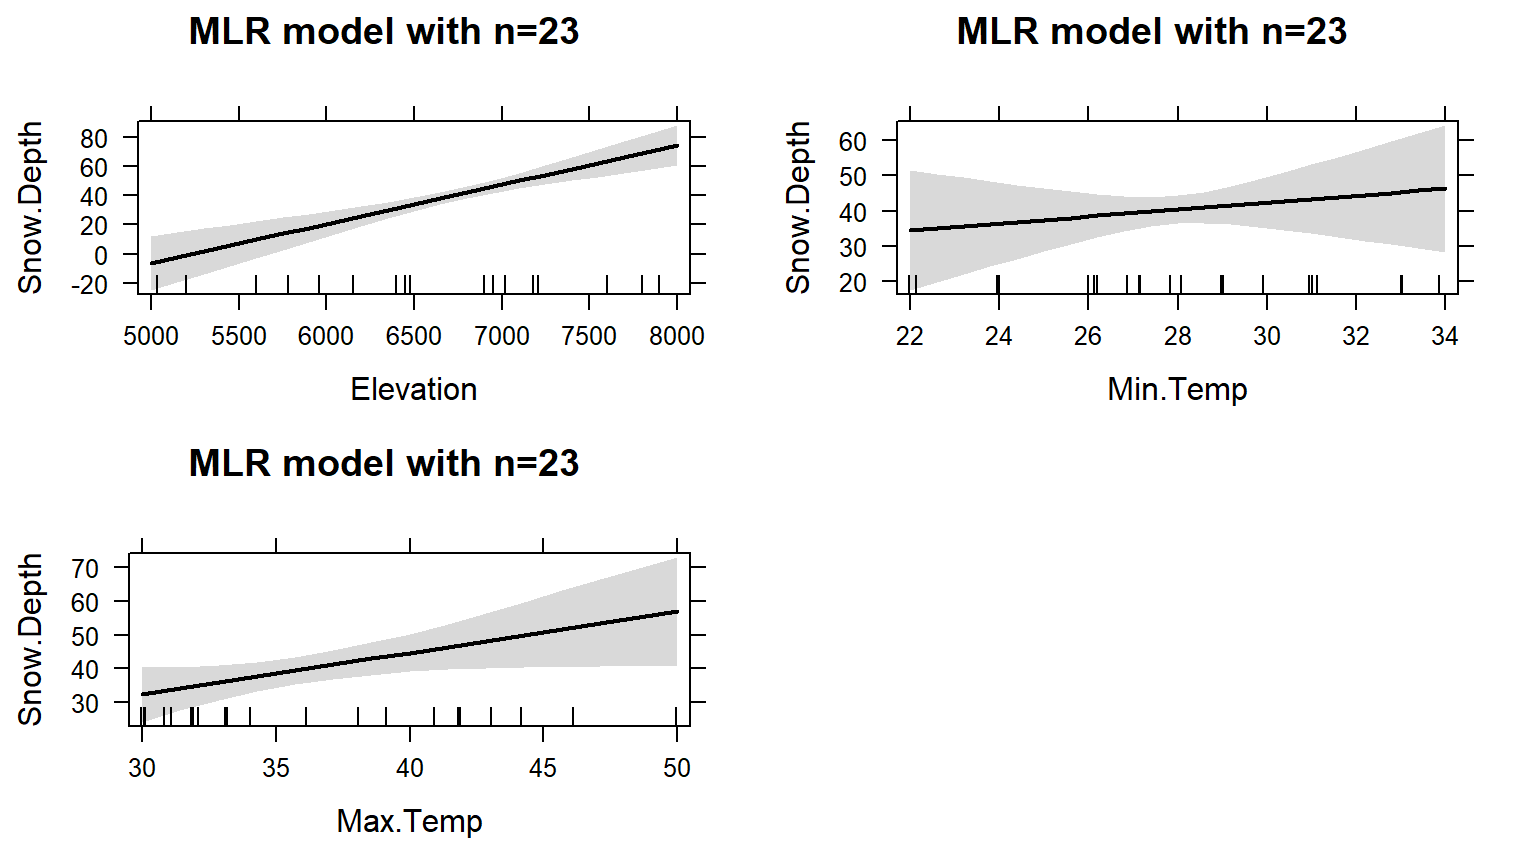 MLR model with n=23
Snow.Depth
80
60
40
20
0
-20
5000 5500 6000 6500 7000 7500 8000
Elevation
MLR model with n=23
Snow.Depth
60
50
40
30
20
22 24 26 28 30 32 34
Min.Temp
MLR model with n=23
Snow.Depth
70
60
50
40
30
30 35 40 45 50
Max.Temp